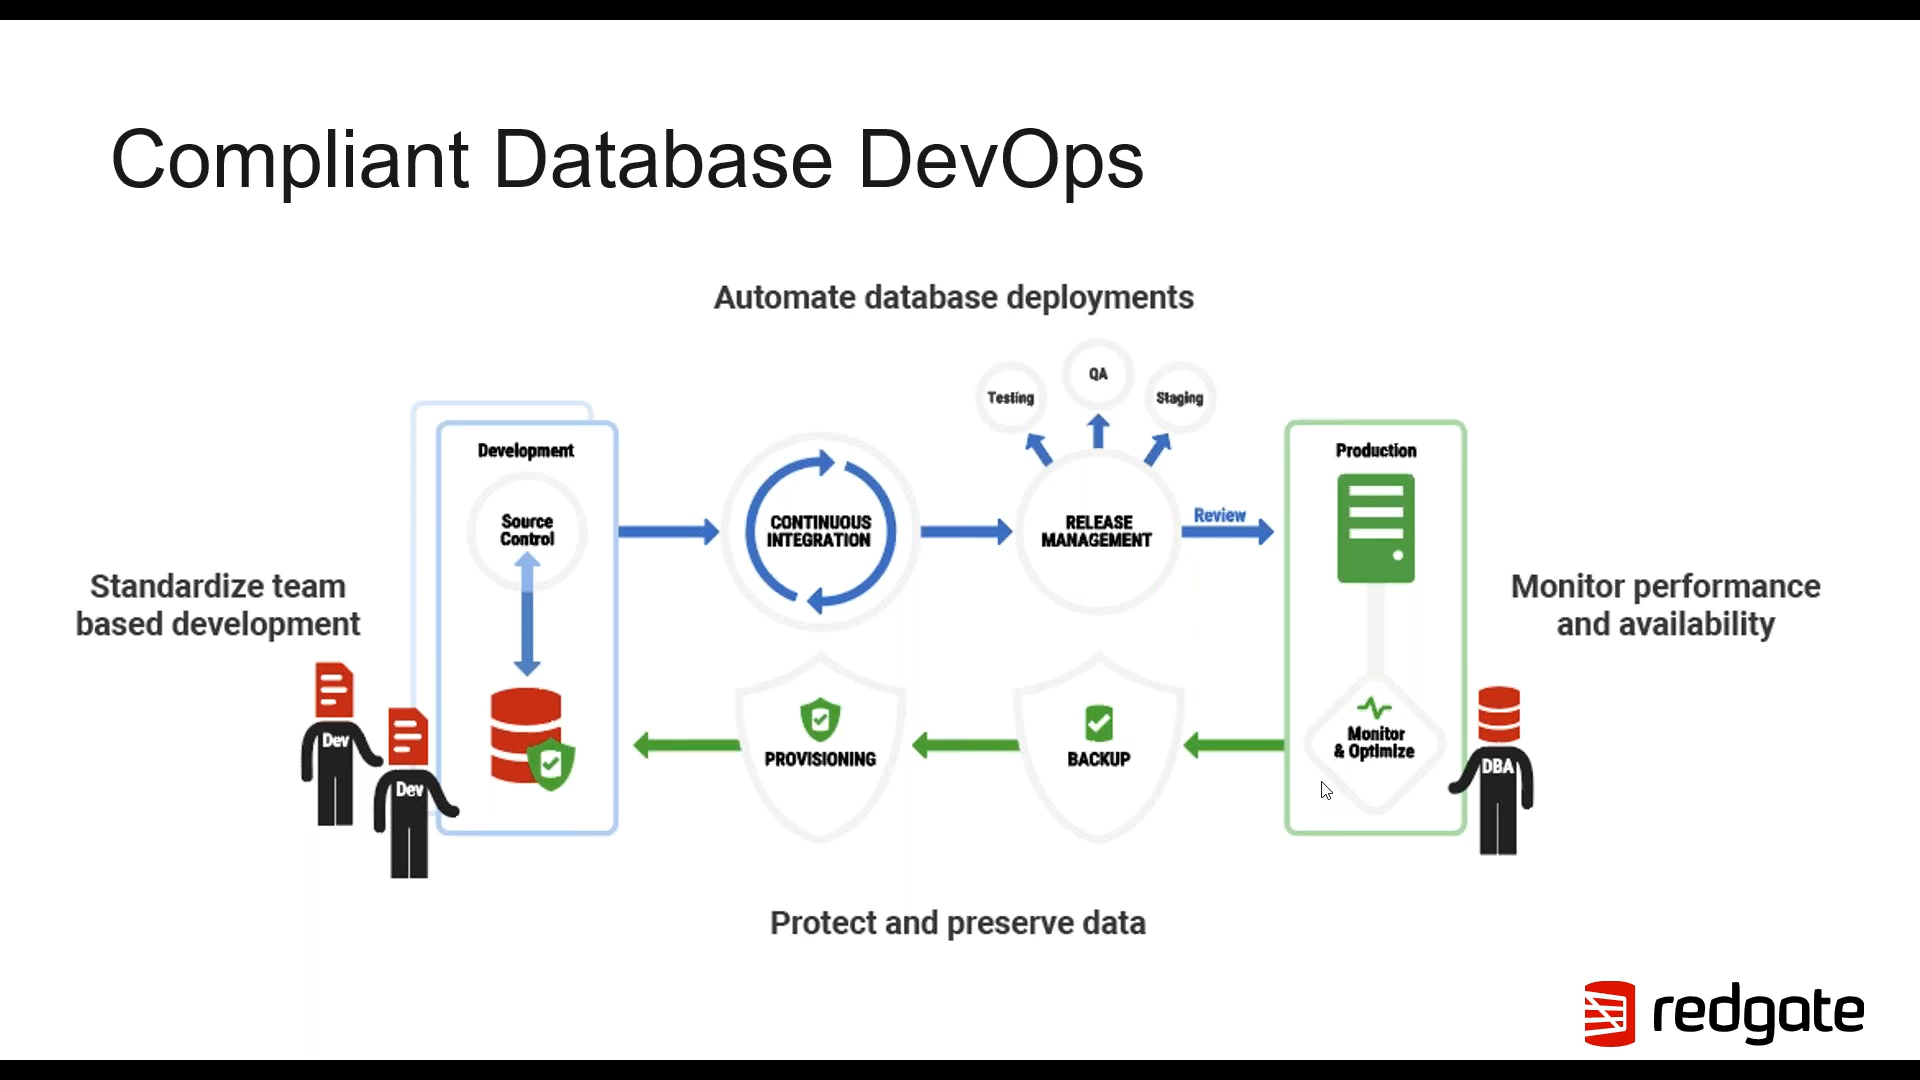 Compliant Database DevOps
Automate database deployments
Testing
QA
Staging
Development
Source
Control
CONTINUOUS
INTEGRATION
RELEASE
MANAGEMENT
Review
Production
Standardize team
based development
Monitor performance
and availability
Dev
Dev
PROVISIONING
BACKUP
Monitor
& Optimize
DBA
Protect and preserve data
redgate